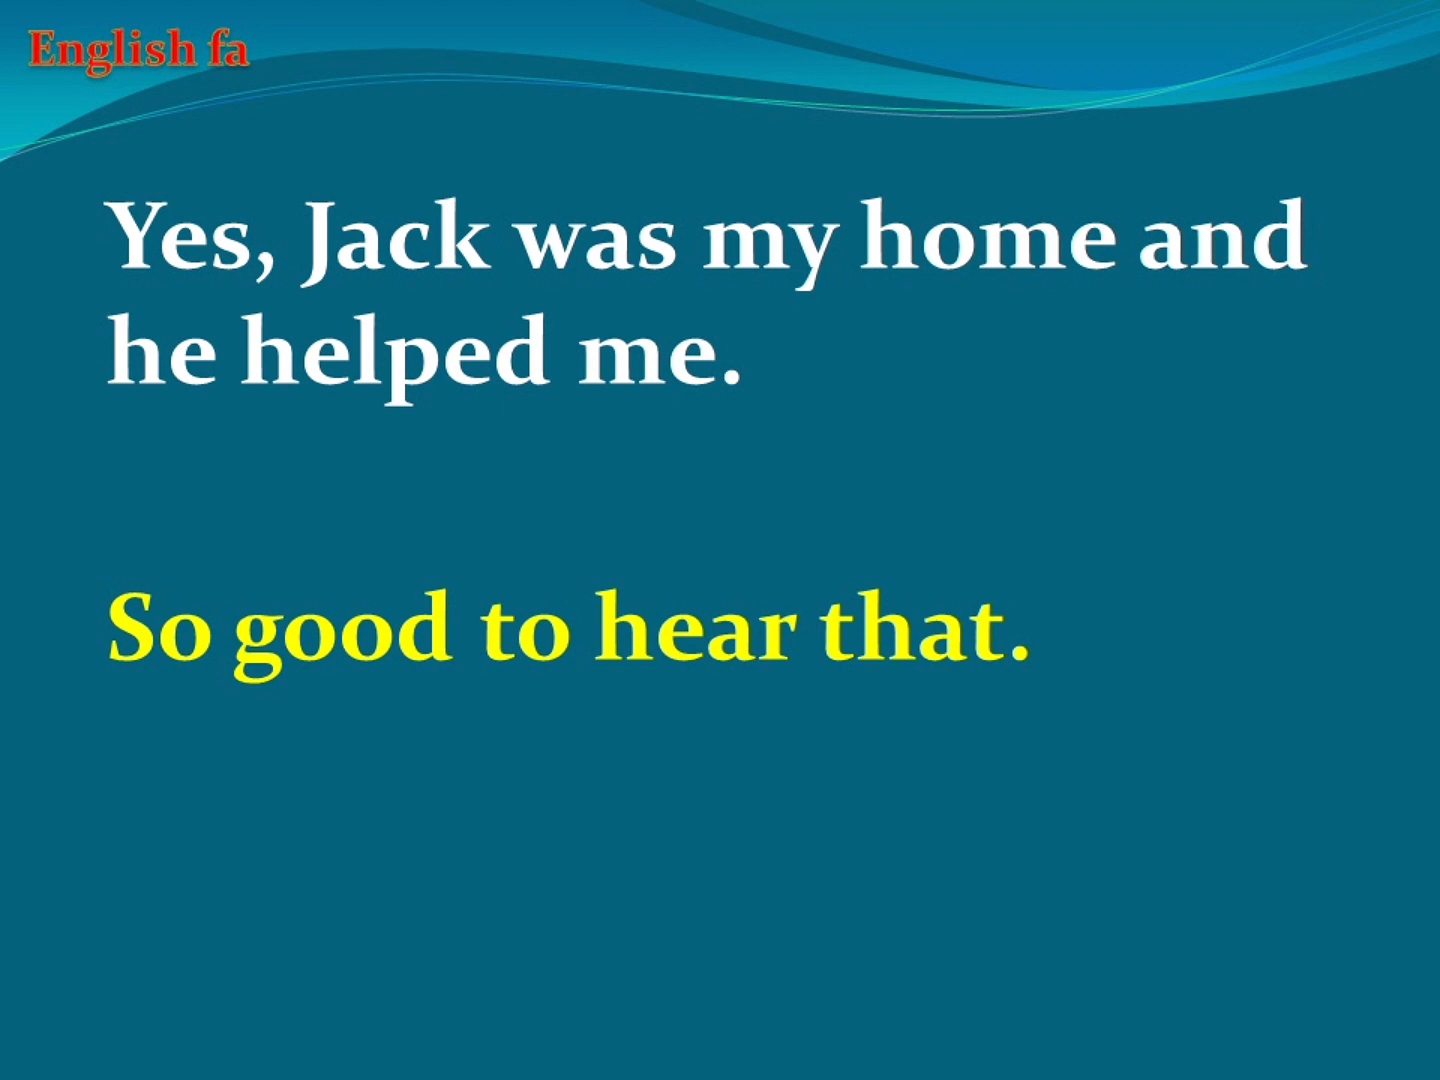 English fa
Yes, Jack was my home and
he helped me.
So good to hear that.